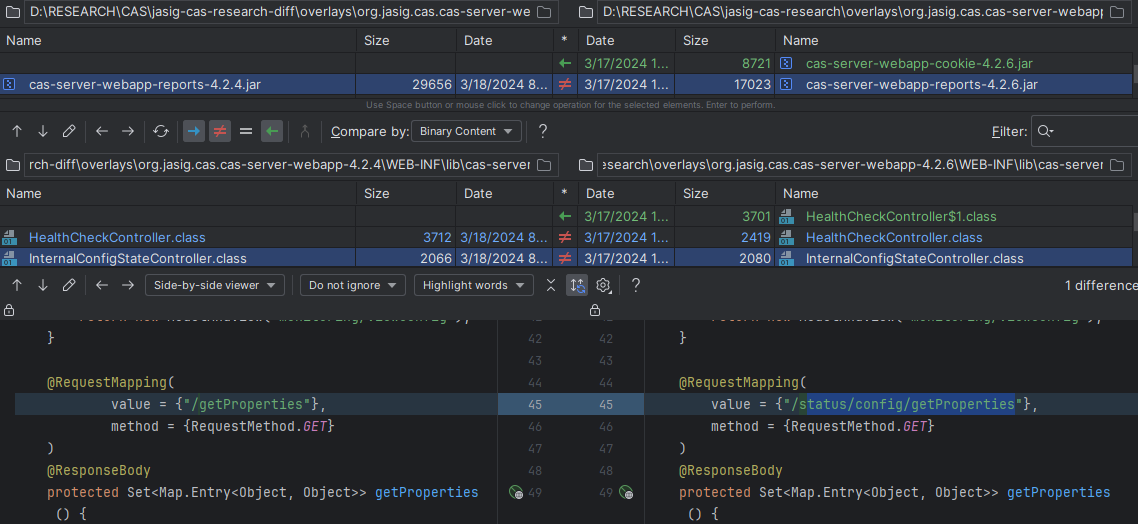 D:\RESEARCH\CAS\jasig-cas-research-diff\overlays\org.jasig.cas.cas-server-we D:\RESEARCH\CAS\jasig-cas-research\overlays\org.jasig.cas.cas-server-webapp
Name Size Date * Date Size Name
3/17/2024 1... 8721 cas-server-webapp-cookie-4.2.6.jar
cas-server-webapp-reports-4.2.4.jar 29656 3/18/2024 8... ≠ 3/17/2024 1... 17023 cas-server-webapp-reports-4.2.6.jar
Use Space button or mouse click to change operation for the selected elements. Enter to perform.
Compare by: Binary Content ? Filter:
rch-diff\overlays\org.jasig.cas.cas-server-webapp-4.2.4\WEB-INF\lib\cas-server esearch\overlays\org.jasig.cas.cas-server-webapp-4.2.6\WEB-INF\lib\cas-server
Name Size Date * Date Size Name
3/17/2024 1... 3701 HealthCheckController$1.class
HealthCheckController.class 3712 3/18/2024 8... ≠ 3/17/2024 1... 2419 HealthCheckController.class
InternalConfigStateController.class 2066 3/18/2024 8... ≠ 3/17/2024 1... 2080 InternalConfigStateController.class
Side-by-side viewer Do not ignore Highlight words ? 1 difference
} 42 42 }
43 43
@RequestMapping( 44 44 @RequestMapping(
value = {"/getProperties"}, 45 45 value = {"/status/config/getProperties"},
method = {RequestMethod.GET} 46 46 method = {RequestMethod.GET}
) 47 47 )
@ResponseBody 48 48 @ResponseBody
protected Set<Map.Entry<Object, Object>> getProperties 49 49 protected Set<Map.Entry<Object, Object>> getProperties
() { () {